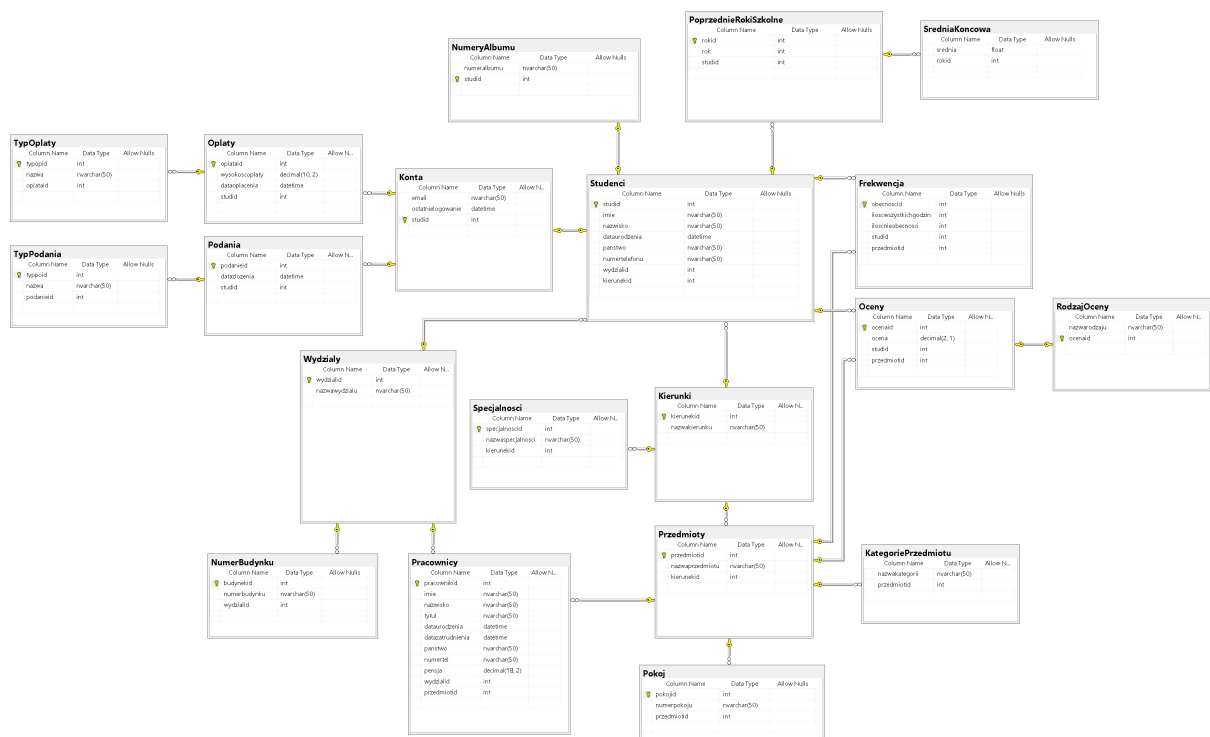 PoprzednieRokiSzkolne
Column Name Data Type Allow Nulls
rokid int
rok int
studid int
SredniaKoncowa
Column Name Data Type Allow Nulls
srednia float
rokid int
NumeryAlbumu
Column Name Data Type Allow Nulls
numeralbumu nvarchar(50)
studid int
TypOplaty
Column Name Data Type Allow Nulls
typopid int
nazwa nvarchar(50)
oplataid int
Oplaty
Column Name Data Type Allow N...
oplataid int
wysokoscoplaty decimal(10, 2)
dataoplacenia datetime
studid int
Konta
Column Name Data Type Allow N...
email nvarchar(50)
ostatnielogowanie datetime
studid int
Studenci
Column Name Data Type Allow Nulls
studid int
imie nvarchar(50)
nazwisko nvarchar(50)
dataurodzenia datetime
panstwo nvarchar(50)
numertelefonu nvarchar(50)
wydzialid int
kierunekid int
Frekwencja
Column Name Data Type Allow Nulls
obecnoscid int
iloscwszystkichgodzin int
iloscnieobecnosci int
studid int
przedmiotid int
TypPodania
Column Name Data Type Allow Nulls
typpoid int
nazwa nvarchar(50)
podanieid int
Podania
Column Name Data Type Allow N...
podanieid int
datazlozenia datetime
studid int
Oceny
Column Name Data Type Allow N...
ocenaid int
ocena decimal(2, 1)
studid int
przedmiotid int
RodzajOceny
Column Name Data Type Allow N...
nazwarodzaju nvarchar(50)
ocenaid int
Wydzialy
Column Name Data Type Allow N...
wydzialid int
nazwawydzialu nvarchar(50)
Specjalnosci
Column Name Data Type Allow N...
specjalnoscid int
nazwaspecjalnosci nvarchar(50)
kierunekid int
Kierunki
Column Name Data Type Allow N...
kierunekid int
nazwakierunku nvarchar(50)
Przedmioty
Column Name Data Type Allow N...
przedmiotid int
nazwaprzedmiotu nvarchar(50)
kierunekid int
KategoriePrzedmiotu
Column Name Data Type Allow N...
nazwakategorii nvarchar(50)
przedmiotid int
NumerBudynku
Column Name Data Type Allow Nulls
budynekid int
numerbudynku nvarchar(50)
wydzialid int
Pracownicy
Column Name Data Type Allow N...
pracownikid int
imie nvarchar(50)
nazwisko nvarchar(50)
tytul nvarchar(50)
dataurodzenia datetime
datazatrudnienia datetime
panstwo nvarchar(50)
numertel nvarchar(50)
pensja decimal(18, 2)
wydzialid int
przedmiotid int
Pokoj
Column Name Data Type Allow Nulls
pokojid int
numerpokoju nvarchar(50)
przedmiotid int